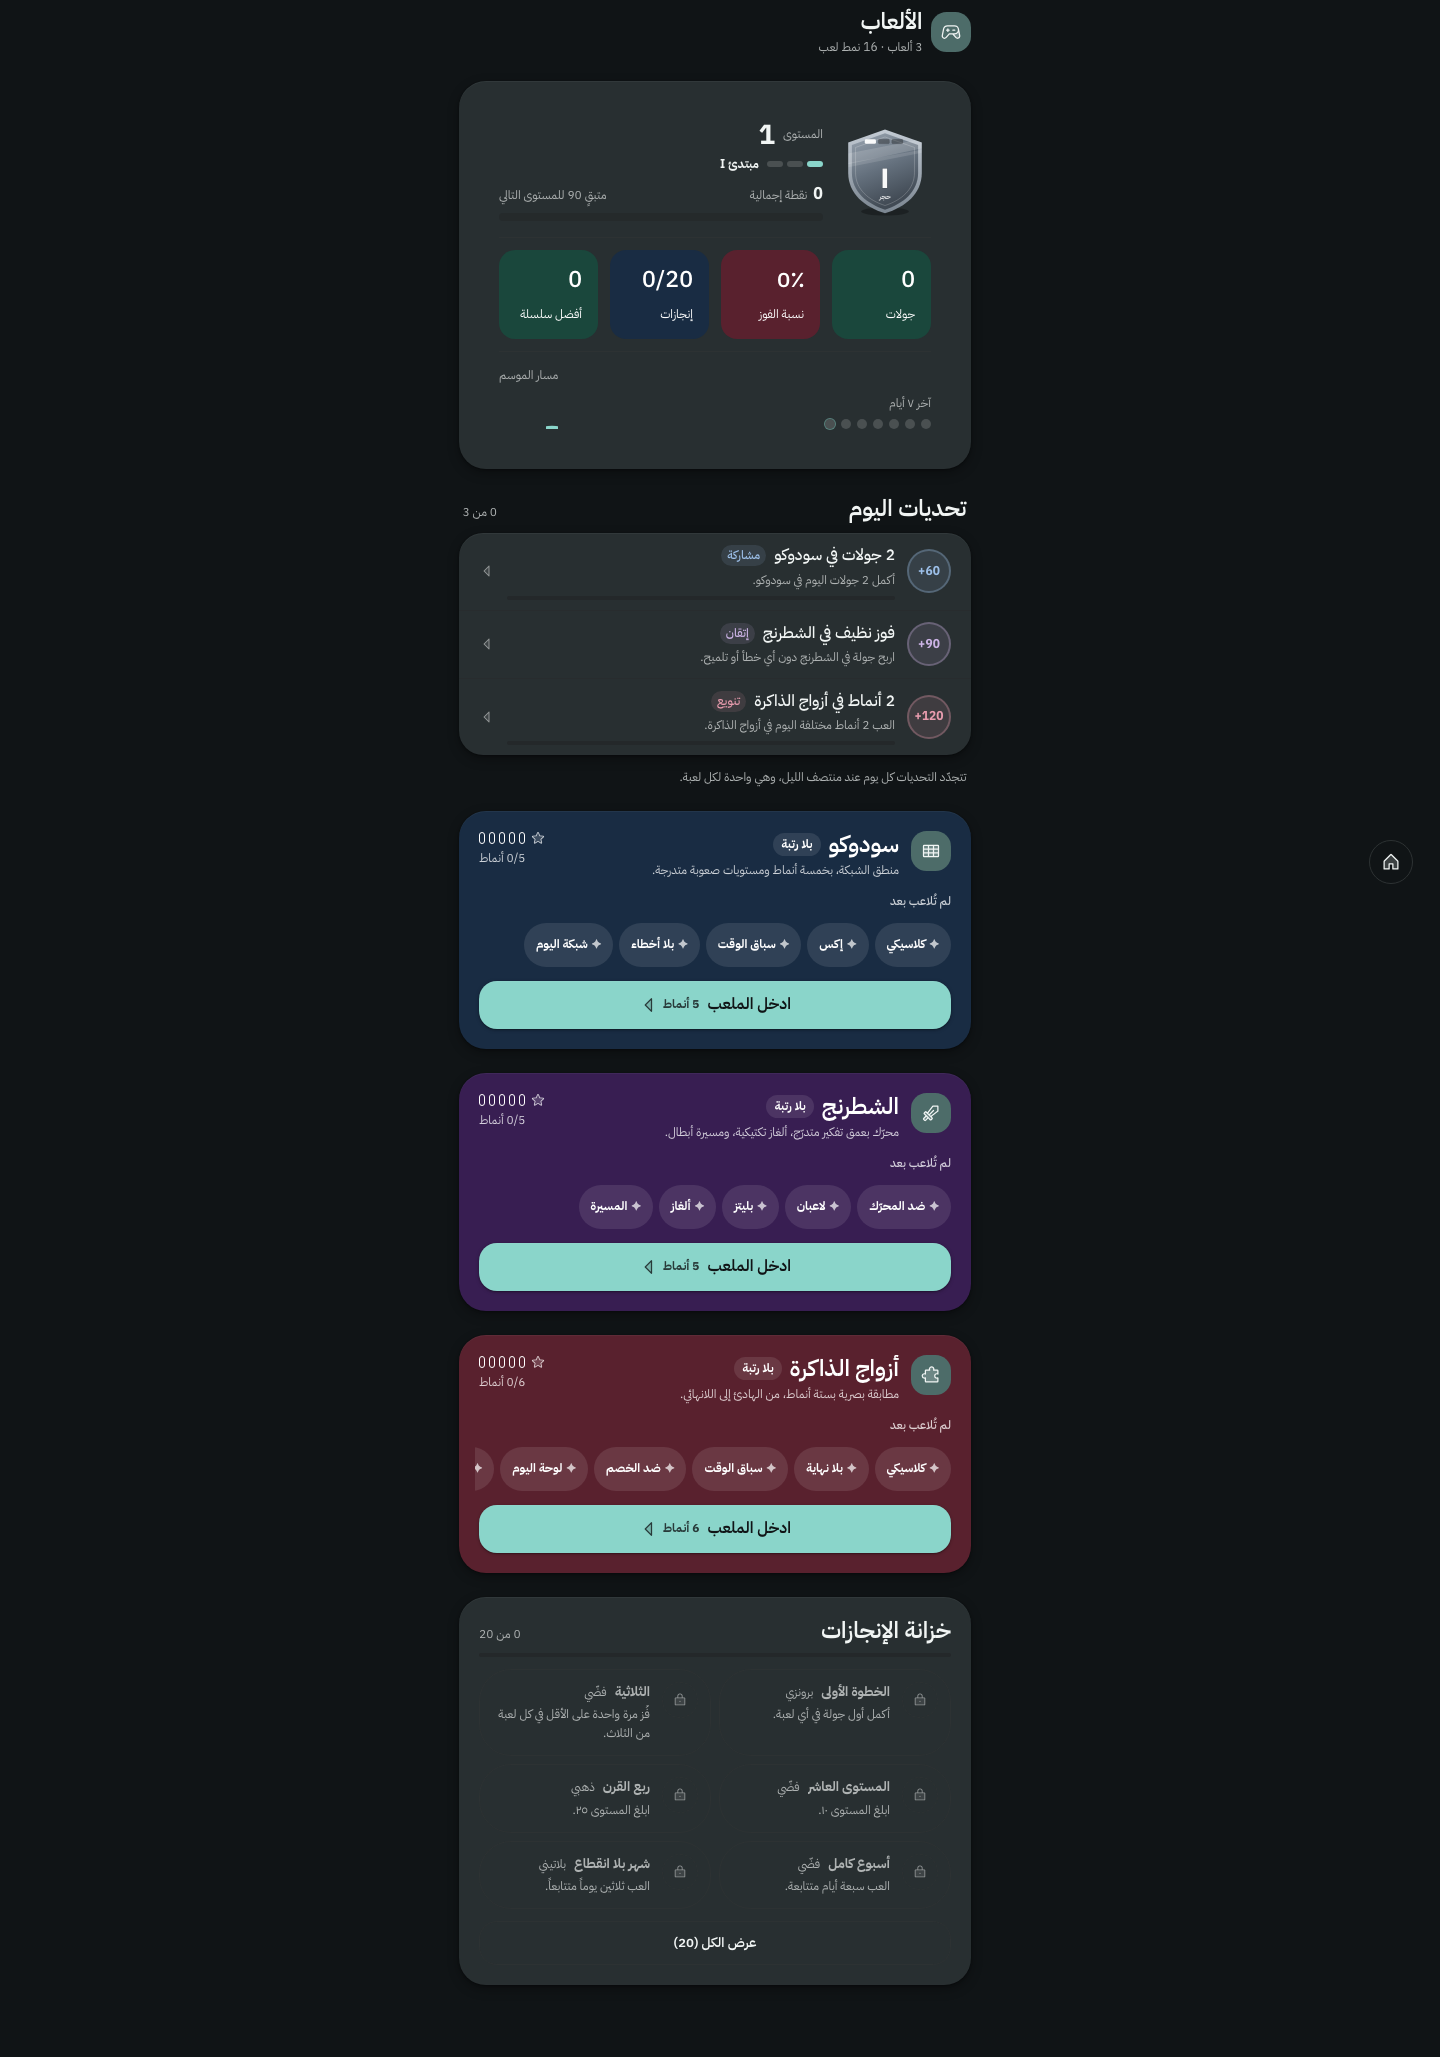 الألعاب
3 ألعاب · 16 نمط لعب
I
حجر
المستوى 1
مبتدئ I
0 نقطة إجمالية
متبقٍ 90 للمستوى التالي
0
جولات
0٪
نسبة الفوز
0/20
إنجازات
0
أفضل سلسلة
مسار الموسم
آخر ٧ أيام
تحديات اليوم
0 من 3
+60
2 جولات في سودوكو مشاركة
أكمل 2 جولات اليوم في سودوكو.
+90
فوز نظيف في الشطرنج إتقان
اربح جولة في الشطرنج دون أي خطأ أو تلميح.
+120
2 أنماط في أزواج الذاكرة تنويع
العب 2 أنماط مختلفة اليوم في أزواج الذاكرة.
تتجدّد التحديات كل يوم عند منتصف الليل، وهي واحدة لكل لعبة.
سودوكو بلا رتبة
00000
0/5 أنماط
منطق الشبكة، بخمسة أنماط ومستويات صعوبة متدرجة.
لم تُلاعب بعد
كلاسيكي
إكس
سباق الوقت
بلا أخطاء
شبكة اليوم
ادخل الملعب 5 أنماط
الشطرنج بلا رتبة
00000
0/5 أنماط
محرّك بعمق تفكير متدرّج، ألغاز تكتيكية، ومسيرة أبطال.
لم تُلاعب بعد
ضد المحرّك
لاعبان
بليتز
ألغاز
المسيرة
ادخل الملعب 5 أنماط
أزواج الذاكرة بلا رتبة
00000
0/6 أنماط
مطابقة بصرية بستة أنماط، من الهادئ إلى اللانهائي.
لم تُلاعب بعد
كلاسيكي
بلا نهاية
سباق الوقت
ضد الخصم
لوحة اليوم
ادخل الملعب 6 أنماط
خزانة الإنجازات
0 من 20
الخطوة الأولى برونزي
أكمل أول جولة في أي لعبة.
الثلاثية فضّي
فُز مرة واحدة على الأقل في كل لعبة
من الثلاث.
المستوى العاشر فضّي
ابلغ المستوى ١٠.
ربع القرن ذهبي
ابلغ المستوى ٢٥.
أسبوع كامل فضّي
العب سبعة أيام متتابعة.
شهر بلا انقطاع بلاتيني
العب ثلاثين يوماً متتابعاً.
عرض الكل (20)